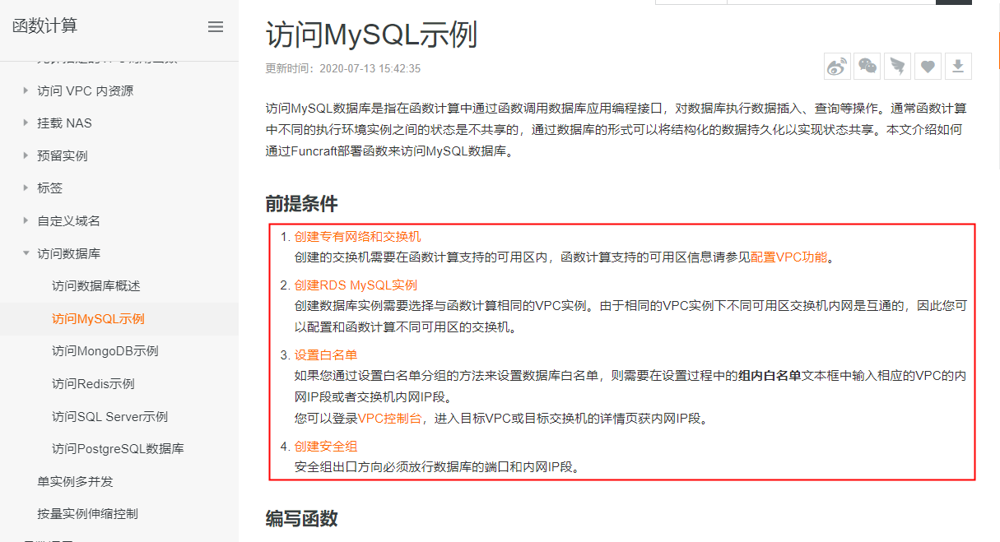 函数计算
访问 VPC 内资源
挂载 NAS
预留实例
标签
自定义域名
访问数据库
访问数据库概述
访问MySQL示例
访问MongoDB示例
访问Redis示例
访问SQL Server示例
访问PostgreSQL数据库
单实例多并发
按量实例伸缩控制
访问MySQL示例
更新时间：2020-07-13 15:42:35
访问MySQL数据库是指在函数计算中通过函数调用数据库应用编程接口，对数据库执行数据插入、查询等操作。通常函数计算
中不同的执行环境实例之间的状态是不共享的，通过数据库的形式可以将结构化的数据持久化以实现状态共享。本文介绍如何
通过Funcraft部署函数来访问MySQL数据库。
前提条件
1. 创建专有网络和交换机
创建的交换机需要在函数计算支持的可用区内，函数计算支持的可用区信息请参见配置VPC功能。
2. 创建RDS MySQL实例
创建数据库实例需要选择与函数计算相同的VPC实例。由于相同的VPC实例下不同可用区交换机内网是互通的，因此您可
以配置和函数计算不同可用区的交换机。
3. 设置白名单
如果您通过设置白名单分组的方法来设置数据库白名单，则需要在设置过程中的组内白名单文本框中输入相应的VPC的内
网IP段或者交换机内网IP段。
您可以登录VPC控制台，进入目标VPC或目标交换机的详情页获内网IP段。
4. 创建安全组
安全组出口方向必须放行数据库的端口和内网IP段。
编写函数